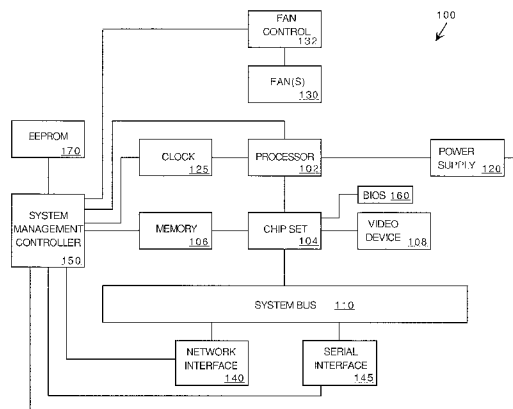 100
FAN
CONTROL
132
FAN(S)
130
EEPROM
170
CLOCK
125
PROCESSOR
102
POWER
SUPPLY 120
BIOS 160
SYSTEM
MANAGEMENT
CONTROLLER
150
MEMORY
106
CHIP SET
104
VIDEO
DEVICE
108
SYSTEM BUS 110
NETWORK
INTERFACE
140
SERIAL
INTERFACE
145